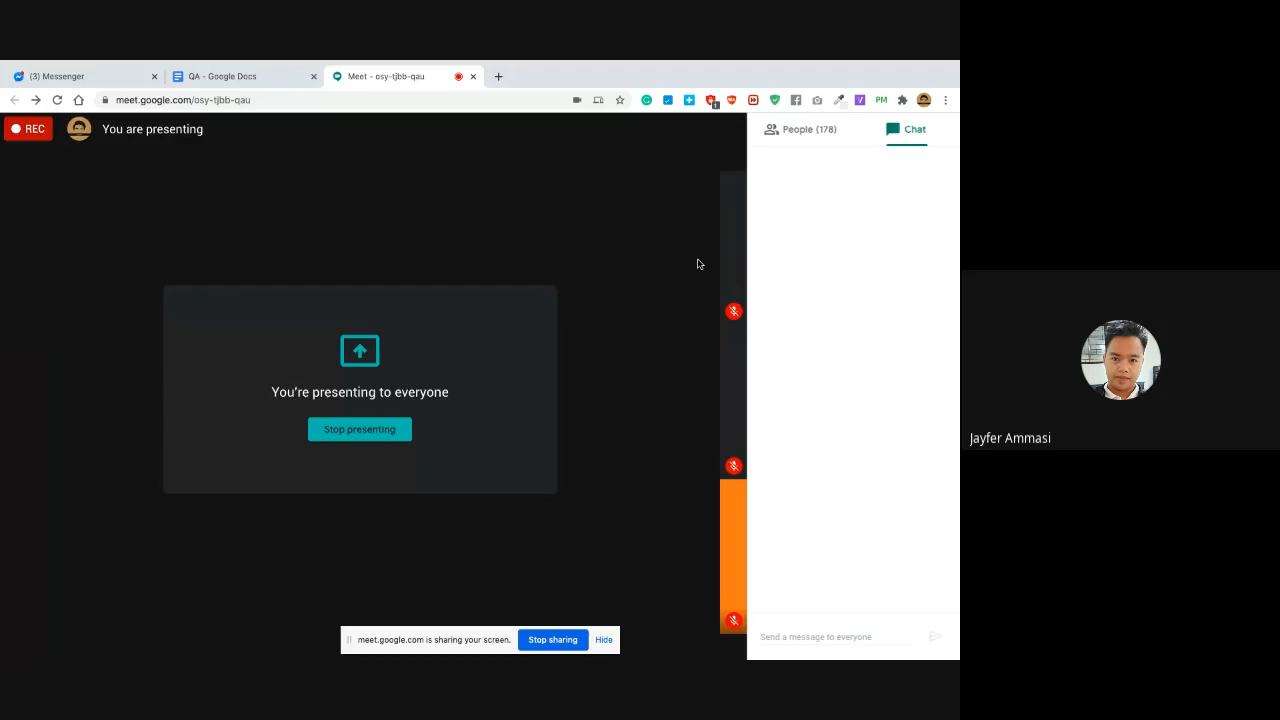 (3) Messenger
QA - Google Docs
Meet - osy-tjbb-qau
meet.google.com/osy-tjbb-qau
1
PM
REC
You are presenting
People (178)
Chat
You're presenting to everyone
Stop presenting
Jayfer Ammasi
meet.google.com is sharing your screen.
Stop sharing
Hide
Send a message to everyone